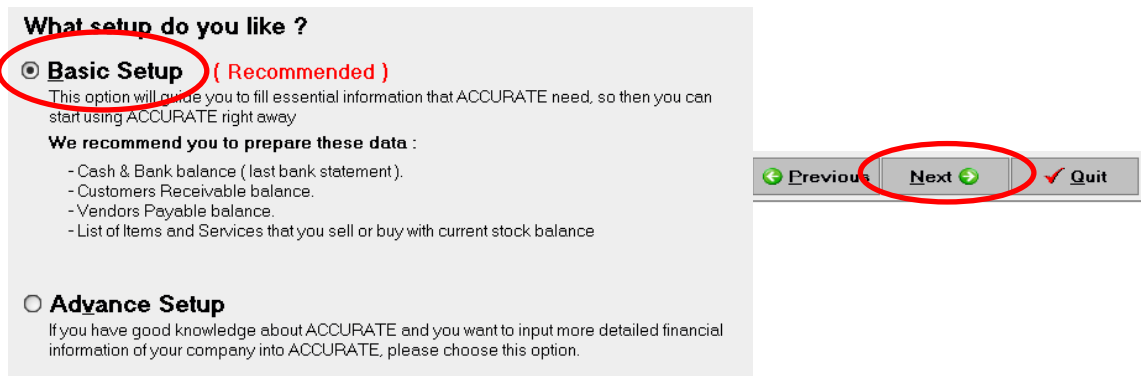 What setup do you like ?
Basic Setup ( Recommended )
This option will guide you to fill essential information that ACCURATE need, so then you can
start using ACCURATE right away
We recommend you to prepare these data :
- Cash & Bank balance ( last bank statement ).
- Customers Receivable balance.
- Vendors Payable balance.
- List of Items and Services that you sell or buy with current stock balance
Advance Setup
If you have good knowledge about ACCURATE and you want to input more detailed financial
information of your company into ACCURATE, please choose this option.
Previous Next Quit